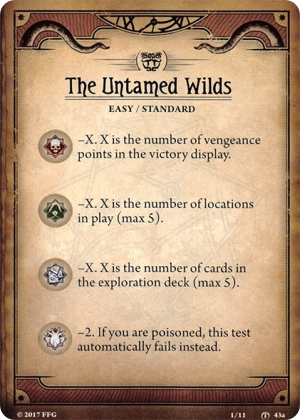 The Untamed Wilds
EASY / STANDARD
–X. X is the number of vengeance
points in the victory display.
–X. X is the number of locations
in play (max 5).
–X. X is the number of cards in
the exploration deck (max 5).
–2. If you are poisoned, this test
automatically fails instead.
© 2017 FFG 1/11 43a